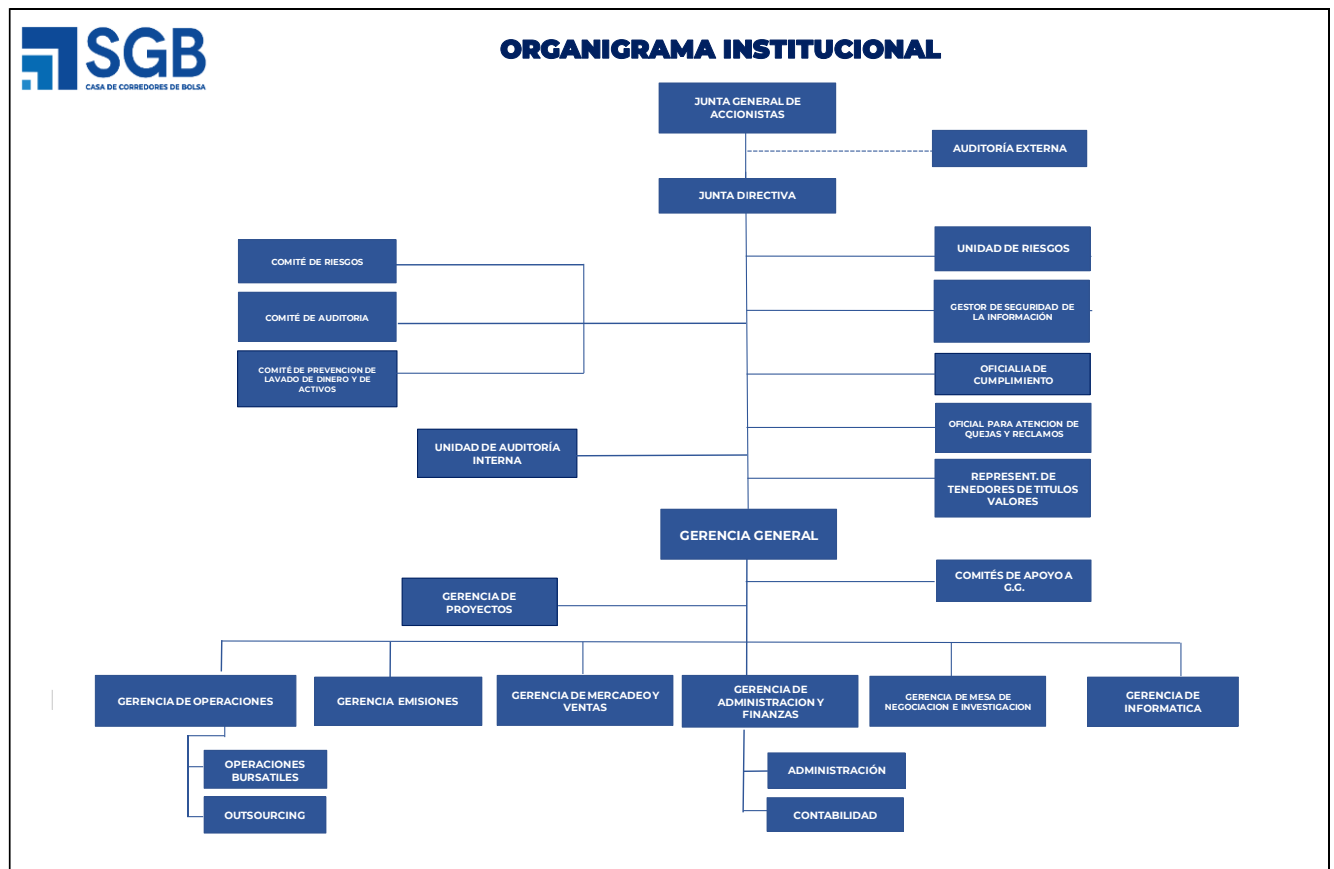 SGB
CASA DE CORREDORES DE BOLSA
ORGANIGRAMA INSTITUCIONAL
JUNTA GENERAL DE
ACCIONISTAS
AUDITORÍA EXTERNA
JUNTA DIRECTIVA
COMITÉ DE RIESGOS
COMITÉ DE AUDITORIA
COMITÉ DE PREVENCION DE
LAVADO DE DINERO Y DE
ACTIVOS
UNIDAD DE RIESGOS
GESTOR DE SEGURIDAD DE
LA INFORMACIÓN
OFICIALIA DE
CUMPLIMIENTO
OFICIAL PARA ATENCION DE
QUEJAS Y RECLAMOS
UNIDAD DE AUDITORÍA
INTERNA
REPRESENT. DE
TENEDORES DE TITULOS
VALORES
GERENCIA GENERAL
COMITÉS DE APOYO A
G.G.
GERENCIA DE
PROYECTOS
GERENCIA DE OPERACIONES
GERENCIA EMISIONES
GERENCIA DE MERCADEO Y
VENTAS
GERENCIA DE
ADMINISTRACION Y
FINANZAS
GERENCIA DE MESA DE
NEGOCIACION E INVESTIGACION
GERENCIA DE
INFORMATICA
OPERACIONES
BURSATILES
OUTSOURCING
ADMINISTRACIÓN
CONTABILIDAD